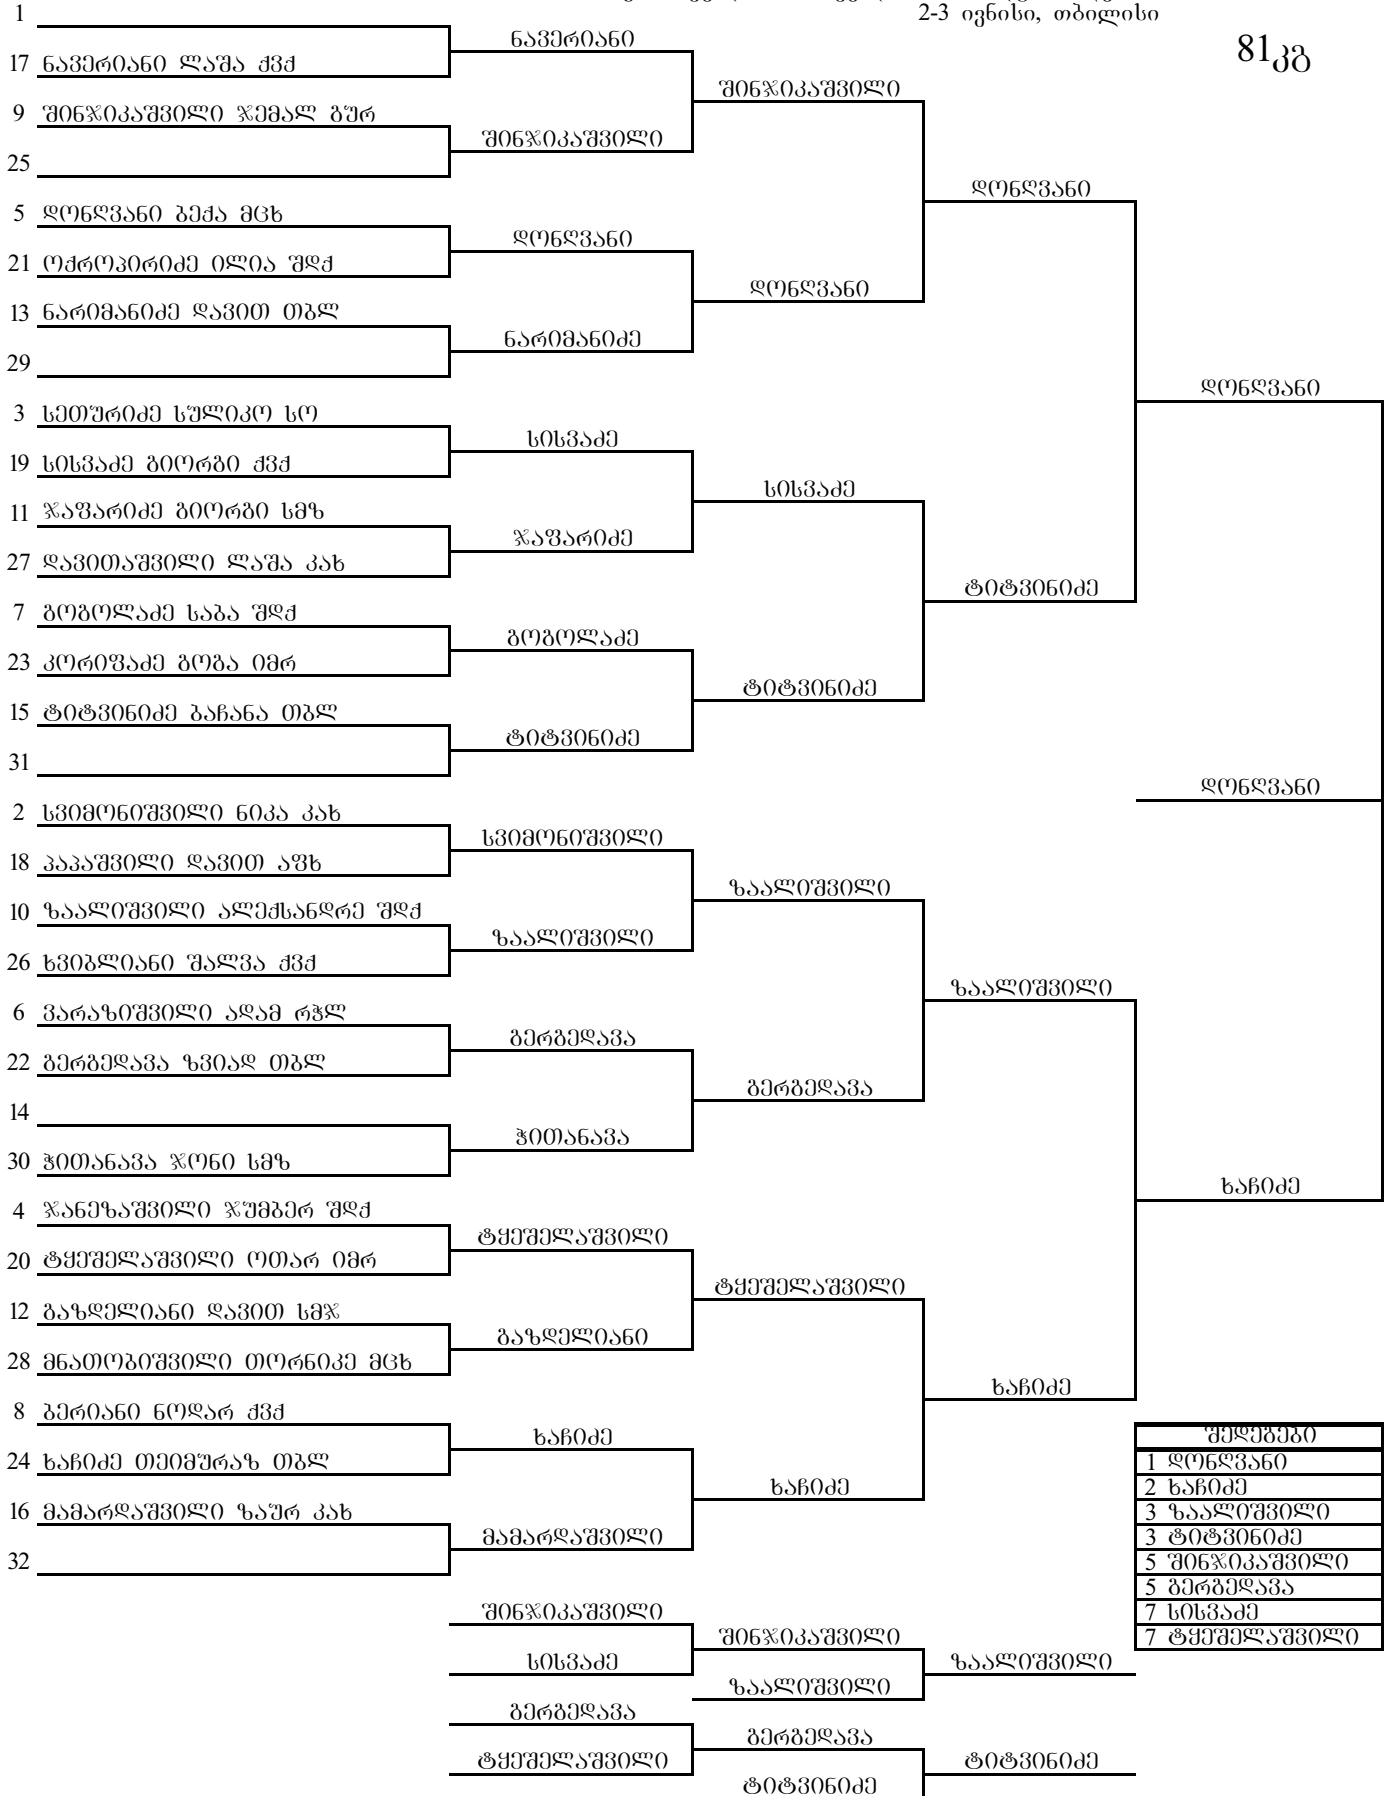 2-3 ივნისი, თბილისი
81კგ
1
17 ნავერიანი ლაშა ქვქ
9 შინჯიკაშვილი ჯემალ გურ
25
5 დონღვანი ბექა მცხ
21 ოქროპირიძე ილია შდქ
13 ნარიმანიძე დავით თბლ
29
3 სეთურიძე სულიკო სო
19 სისვაძე გიორგი ქვქ
11 ჯაფარიძე გიორგი სმზ
27 დავითაშვილი ლაშა კახ
7 გოგოლაძე საბა შდქ
23 კორიფაძე გოგა იმრ
15 ტიტვინიძე ბაჩანა თბლ
31
2 სვიმონიშვილი ნიკა კახ
18 პაპაშვილი დავით აფხ
10 ზაალიშვილი ალექსანდრე შდქ
26 ხვიბლიანი შალვა ქვქ
6 ვარაზიშვილი ადამ რჭლ
22 გერგედავა ზვიად თბლ
14
30 ჭითანავა ჯონი სმზ
4 ჯანეზაშვილი ჯუმბერ შდქ
20 ტყეშელაშვილი ოთარ იმრ
12 გაზდელიანი დავით სმჯ
28 მნათობიშვილი თორნიკე მცხ
8 ბერიანი ნოდარ ქვქ
24 ხაჩიძე თეიმურაზ თბლ
16 მამარდაშვილი ზაურ კახ
32
ნავერიანი
შინჯიკაშვილი
დონღვანი
ნარიმანიძე
სისვაძე
ჯაფარიძე
გოგოლაძე
ტიტვინიძე
სვიმონიშვილი
ზაალიშვილი
გერგედავა
ჭითანავა
ტყეშელაშვილი
გაზდელიანი
ხაჩიძე
მამარდაშვილი
შინჯიკაშვილი
დონღვანი
სისვაძე
ტიტვინიძე
ზაალიშვილი
გერგედავა
ტყეშელაშვილი
ხაჩიძე
დონღვანი
ტიტვინიძე
ზაალიშვილი
ხაჩიძე
დონღვანი
დონღვანი
ხაჩიძე
შედეგები
1 დონღვანი
2 ხაჩიძე
3 ზაალიშვილი
3 ტიტვინიძე
5 შინჯიკაშვილი
5 გერგედავა
7 სისვაძე
7 ტყეშელაშვილი
შინჯიკაშვილი
სისვაძე
გერგედავა
ტყეშელაშვილი
შინჯიკაშვილი
ზაალიშვილი
გერგედავა
ტიტვინიძე
ზაალიშვილი
ტიტვინიძე